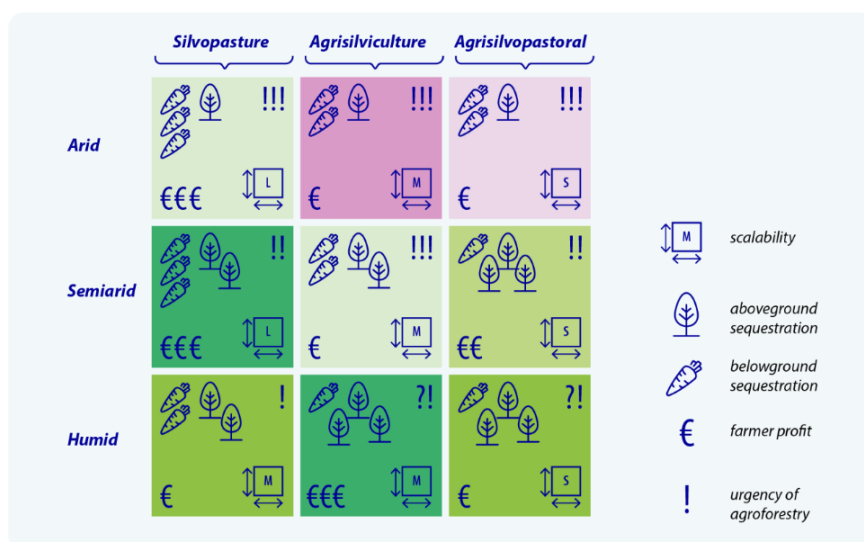 Silvopasture Agrisilviculture Agrisilvopastoral
Arid
!!! !!! !!!
L M S
€€€ € €
Semiarid
!! !!! !!
L M S
€€€ € €€
Humid
! ?! ?!
M M S
€ €€€ €
M scalability
aboveground
sequestration
belowground
sequestration
€ farmer profit
! urgency of
agroforestry